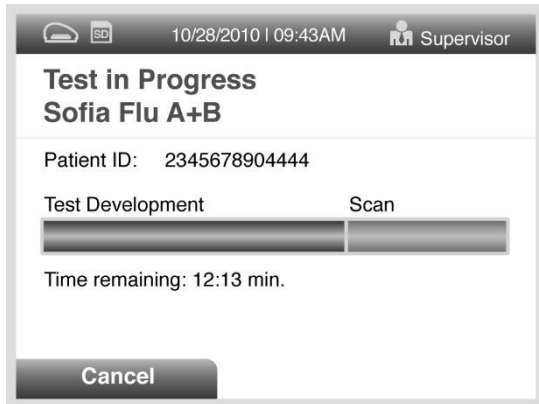 SD 10/28/2010 | 09:43AM Supervisor
Test in Progress
Sofia Flu A+B
Patient ID: 2345678904444
Test Development Scan
Time remaining: 12:13 min.
Cancel